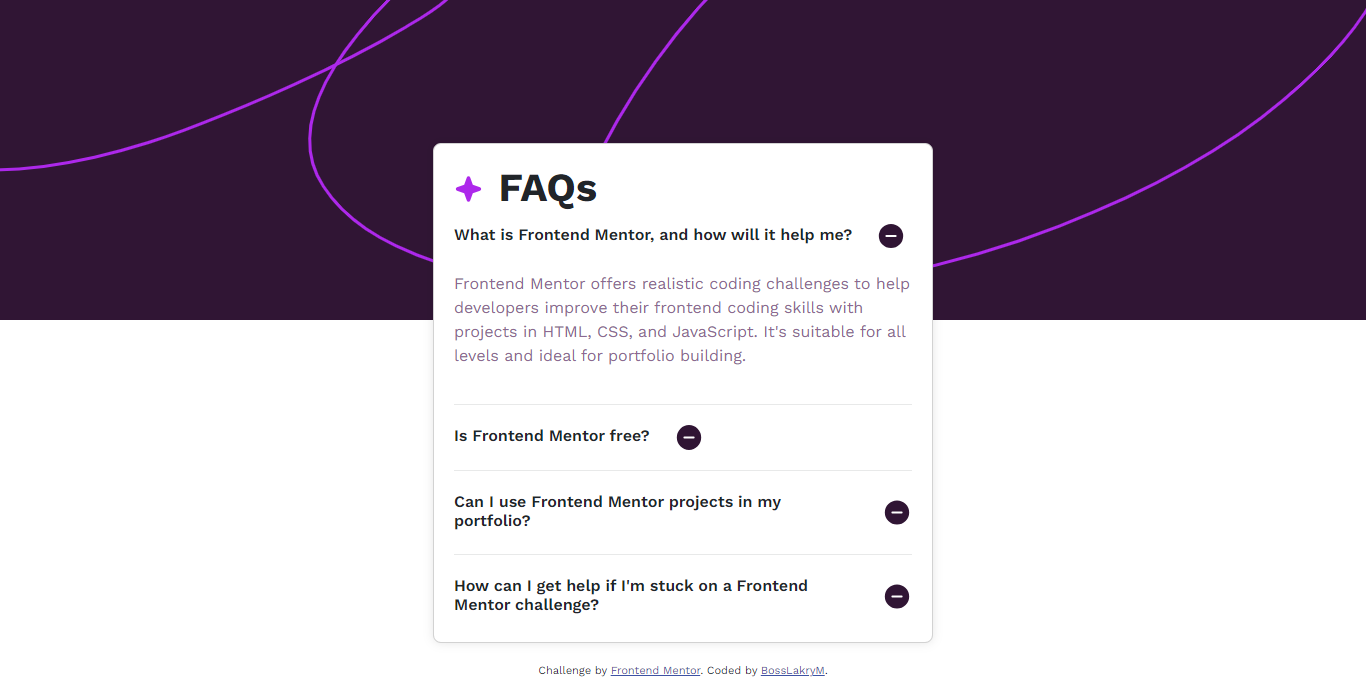 FAQs
What is Frontend Mentor, and how will it help me?
Frontend Mentor offers realistic coding challenges to help
developers improve their frontend coding skills with
projects in HTML, CSS, and JavaScript. It's suitable for all
levels and ideal for portfolio building.
Is Frontend Mentor free?
Can I use Frontend Mentor projects in my
portfolio?
How can I get help if I'm stuck on a Frontend
Mentor challenge?
Challenge by Frontend Mentor. Coded by BossLakryM.